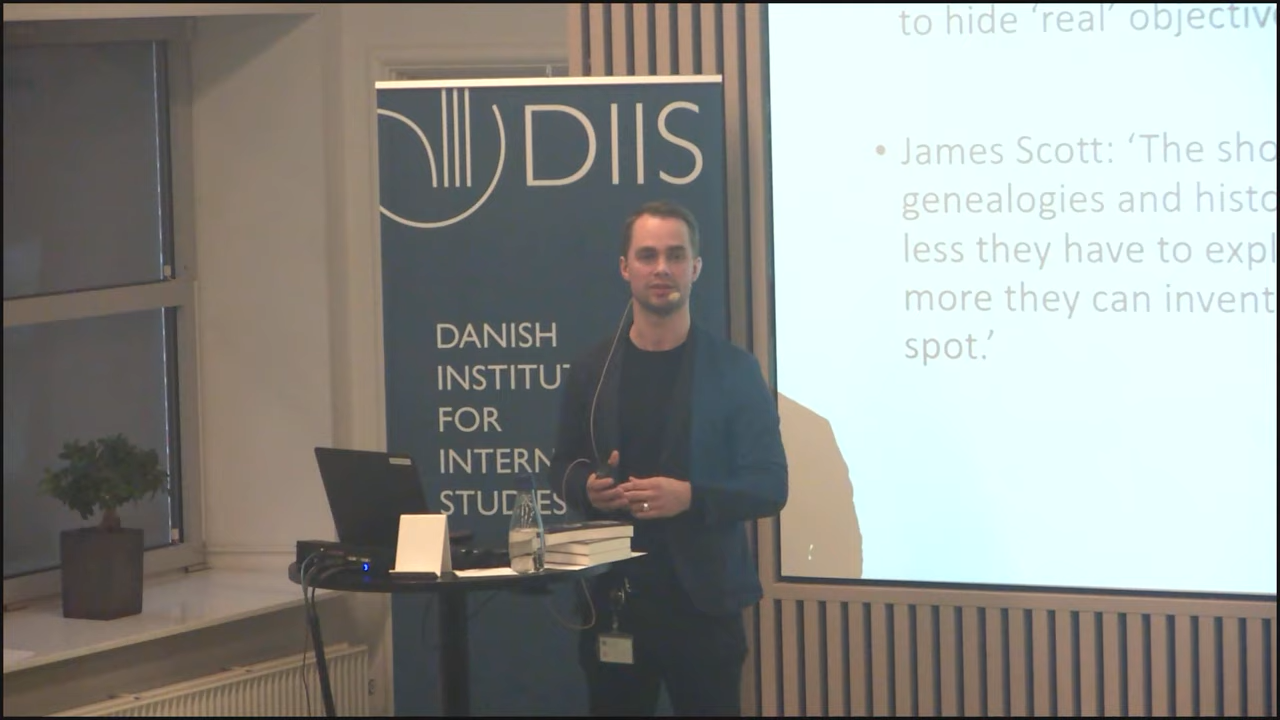 DIIS
DANISH
INSTITUT
FOR
INTERN
STUDIES
to hide ‘real’ objectiv
• James Scott: ‘The sho
genealogies and histo
less they have to expl
more they can invent
spot.’